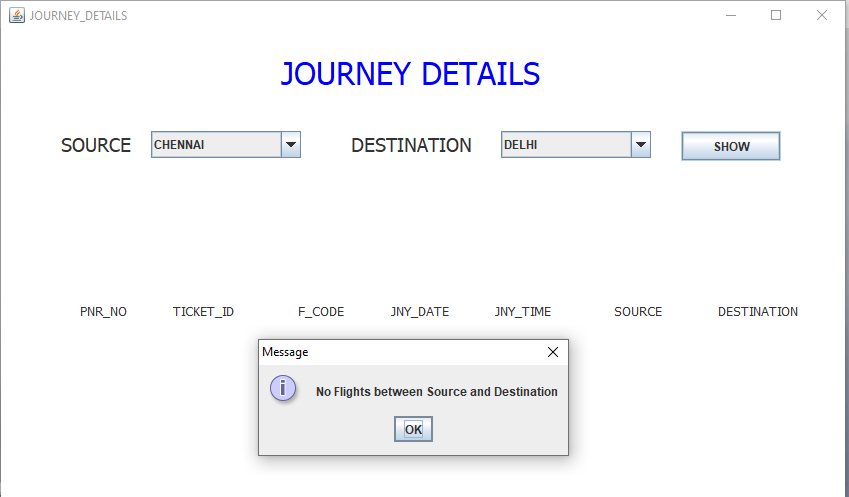 JOURNEY_DETAILS
JOURNEY DETAILS
SOURCE CHENNAI DESTINATION DELHI SHOW
PNR_NO TICKET_ID F_CODE JNY_DATE JNY_TIME SOURCE DESTINATION
Message
i No Flights between Source and Destination
OK